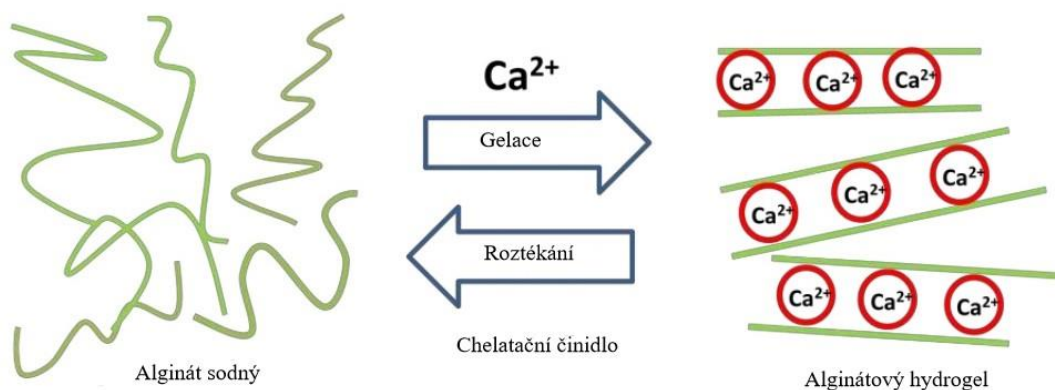 Ca²⁺
Gelace
Roztékání
Chelatační činidlo
Alginát sodný
Ca²⁺ Ca²⁺ Ca²⁺
Ca²⁺ Ca²⁺ Ca²⁺
Ca²⁺ Ca²⁺ Ca²⁺
Alginátový hydrogel